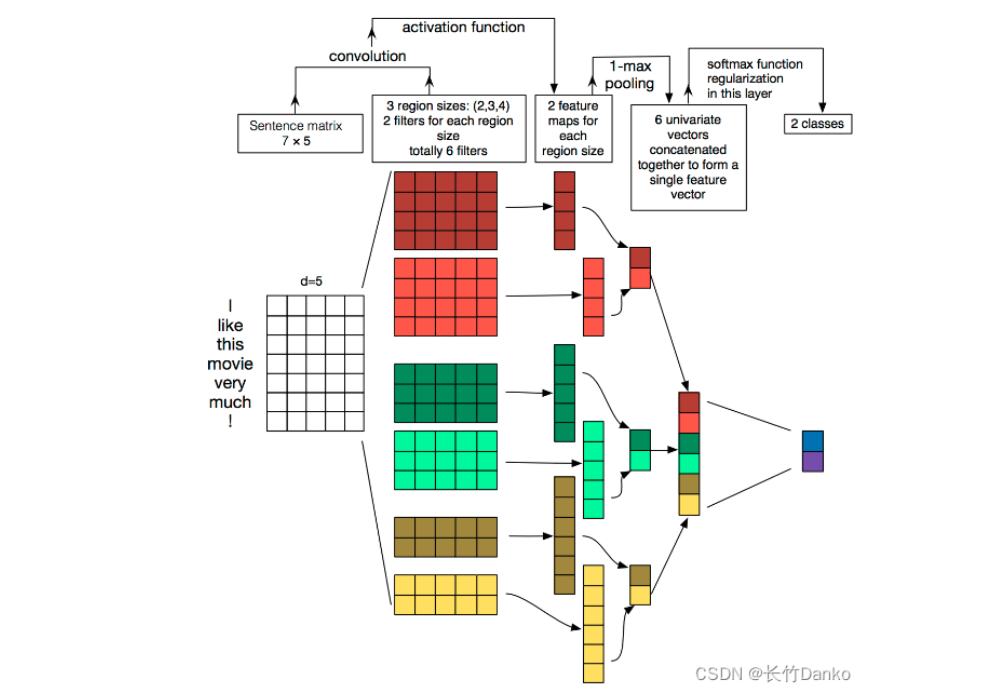 activation function
convolution
1-max
pooling
softmax function
regularization
in this layer
Sentence matrix
7 × 5
3 region sizes: (2,3,4)
2 filters for each region
size
totally 6 filters
2 feature
maps for
each
region size
6 univariate
vectors
concatenated
together to form a
single feature
vector
2 classes
d=5
I
like
this
movie
very
much
!
CSDN @长竹Danko